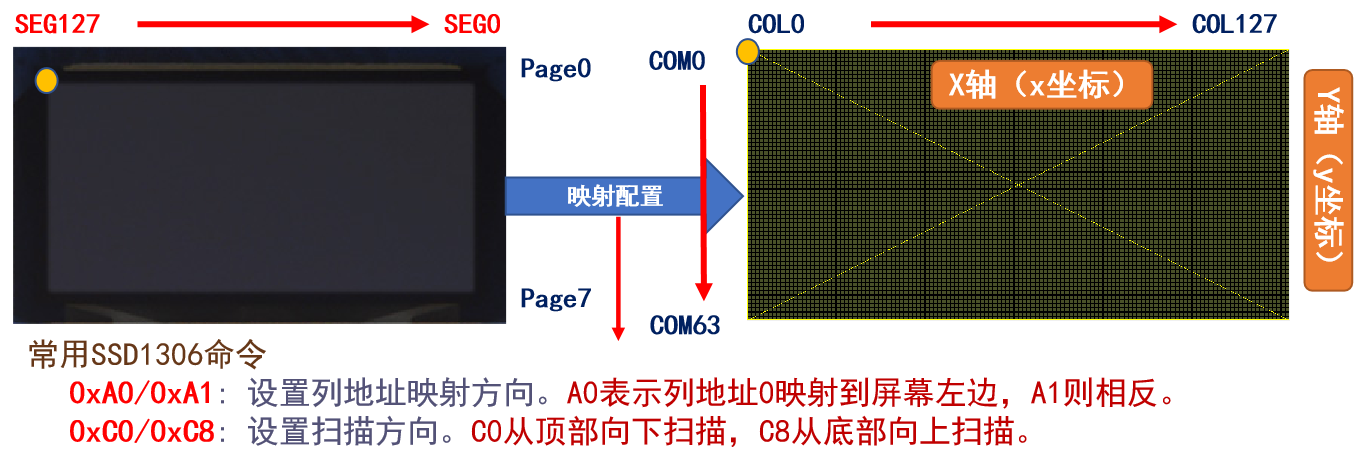 SEG127
SEG0
COL0
COL127
Page0
COM0
X轴（x坐标）
Y轴（y坐标）
映射配置
Page7
COM63
常用SSD1306命令
0xA0/0xA1: 设置列地址映射方向。A0表示列地址0映射到屏幕左边，A1则相反。
0xC0/0xC8: 设置扫描方向。C0从顶部向下扫描，C8从底部向上扫描。